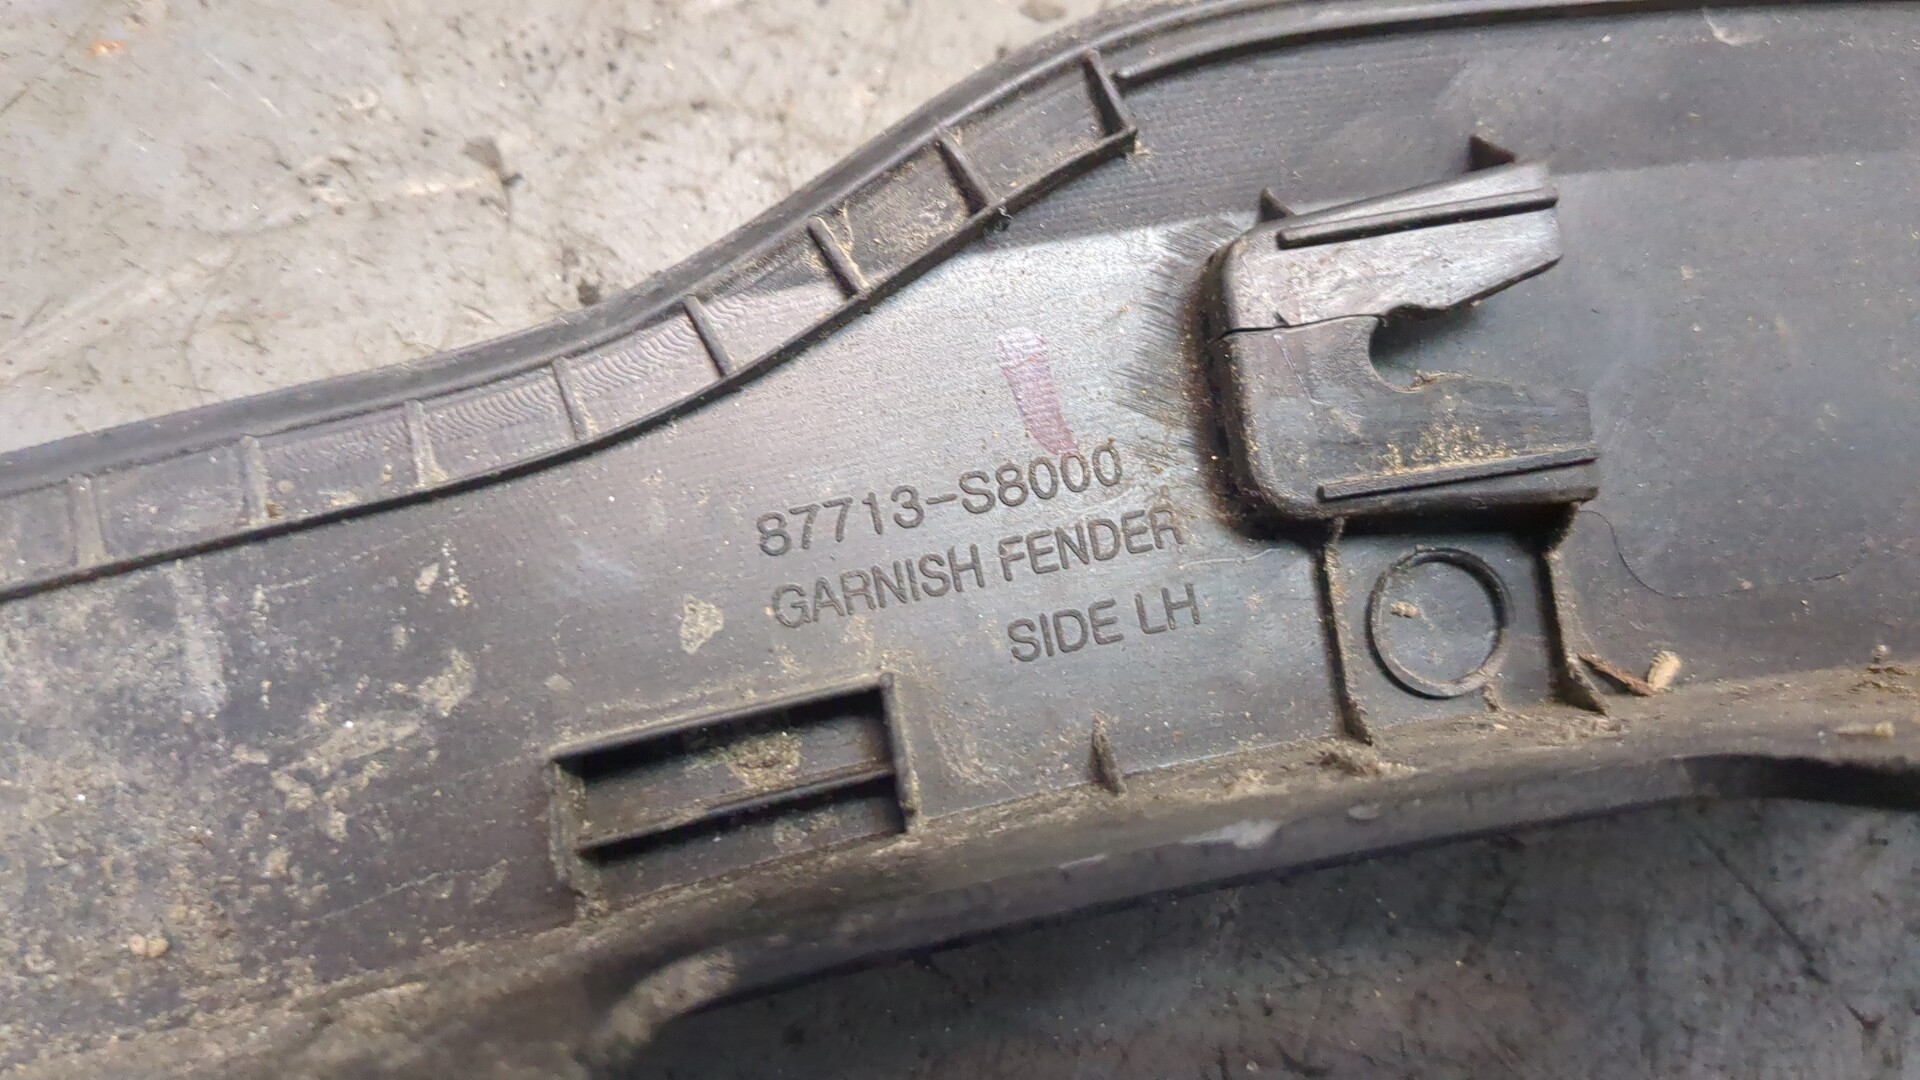 87713-S8000
GARNISH FENDER
SIDE LH